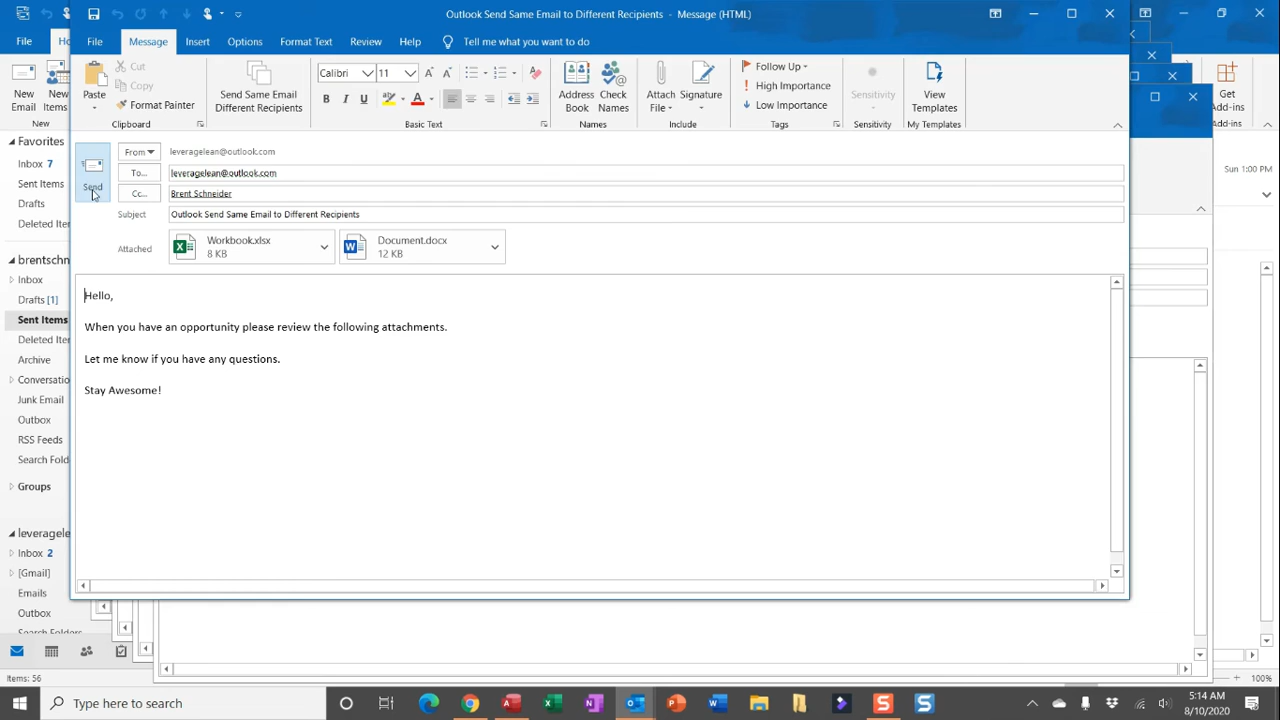 Outlook Send Same Email to Different Recipients - Message (HTML)
File
Message
Insert
Options
Format Text
Review
Help
Tell me what you want to do
File
New
Email
New
Items
New
Paste
Cut
Copy
Format Painter
Clipboard
Send Same Email
Different Recipients
Calibri
11
B I U
A
Basic Text
Address
Book
Check
Names
Names
Attach
File
Signature
Include
Follow Up
High Importance
Low Importance
Tags
Sensitivity
Sensitivity
View
Templates
My Templates
Get
Add-ins
Add-ins
Sun 1:00 PM
Favorites
Inbox 7
Sent Items
Drafts
Deleted Iter
brentschn
Inbox
Drafts [1]
Sent Items
Deleted Iter
Archive
Conversatio
Junk Email
Outbox
RSS Feeds
Search Fold
Groups
leveragele
Inbox 2
[Gmail]
Emails
Outbox
Search Folders
Items: 56
Send
From
leveragelean@outlook.com
To...
leveragelean@outlook.com
Cc...
Brent Schneider
Subject
Outlook Send Same Email to Different Recipients
Attached
Workbook.xlsx
8 KB
Document.docx
12 KB
Hello,
When you have an opportunity please review the following attachments.
Let me know if you have any questions.
Stay Awesome!
100%
Type here to search
5:14 AM
8/10/2020